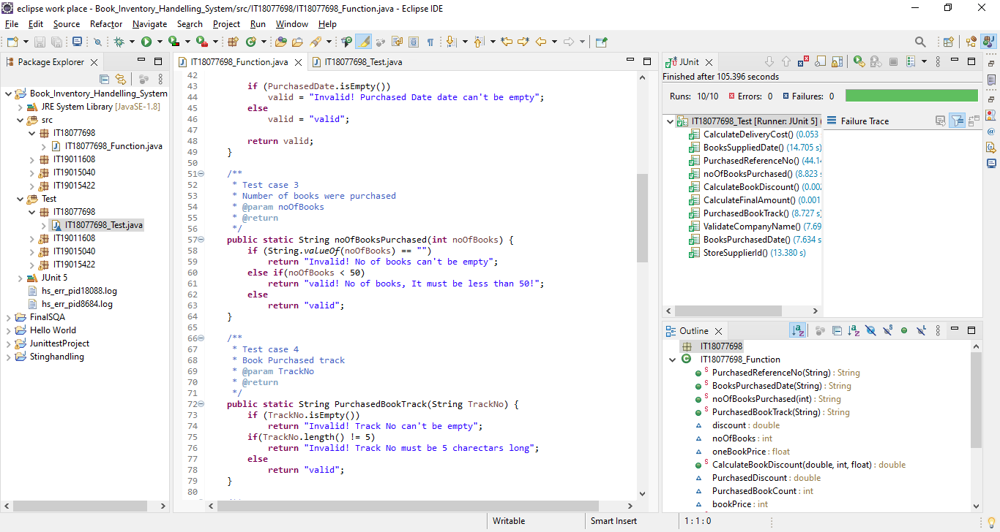 eclipse work place - Book_Inventory_Handelling_System/src/IT18077698/IT18077698_Function.java - Eclipse IDE
File Edit Source Refactor Navigate Search Project Run Window Help
Package Explorer
Book_Inventory_Handelling_System
JRE System Library [JavaSE-1.8]
src
IT18077698
IT18077698_Function.java
IT19011608
IT19015040
IT19015422
Test
IT18077698
IT18077698_Test.java
IT19011608
IT19015040
IT19015422
JUnit 5
hs_err_pid18088.log
hs_err_pid8684.log
FinalSQA
Hello World
JunittestProject
Stinghandling
IT18077698_Function.java IT18077698_Test.java
42
43 if (PurchasedDate.isEmpty())
44 valid = "Invalid! Purchased Date date can't be empty";
45 else
46 valid = "valid";
47
48 return valid;
49 }
50
51 /**
52 * Test case 3
53 * Number of books were purchased
54 * @param noOfBooks
55 * @return
56 */
57 public static String noOfBooksPurchased(int noOfBooks) {
58 if (String.valueOf(noOfBooks) == "")
59 return "Invalid! No of books can't be empty";
60 else if(noOfBooks < 50)
61 return "valid! No of books, It must be less than 50!";
62 else
63 return "valid";
64 }
65
66 /**
67 * Test case 4
68 * Book Purchased track
69 * @param TrackNo
70 * @return
71 */
72 public static String PurchasedBookTrack(String TrackNo) {
73 if (TrackNo.isEmpty())
74 return "Invalid! Track No can't be empty";
75 if(TrackNo.length() != 5)
76 return "Invalid! Track No must be 5 charectars long";
77 else
78 return "valid";
79 }
80
JUnit
Finished after 105.396 seconds
Runs: 10/10 Errors: 0 Failures: 0
IT18077698_Test [Runner: JUnit 5] (
CalculateDeliveryCost() (0.053 s
BooksSuppliedDate() (14.705 s)
PurchasedReferenceNo() (44.14
noOfBooksPurchased() (8.823 s
CalculateBookDiscount() (0.002
CalculateFinalAmount() (0.001
PurchasedBookTrack() (8.727 s)
ValidateCompanyName() (7.69
BooksPurchasedDate() (7.634 s
StoreSupplierId() (13.380 s)
Failure Trace
Outline
IT18077698
IT18077698_Function
PurchasedReferenceNo(String) : String
BooksPurchasedDate(String) : String
noOfBooksPurchased(int) : String
PurchasedBookTrack(String) : String
discount : double
noOfBooks : int
oneBookPrice : float
CalculateBookDiscount(double, int, float) : double
PurchasedDiscount : double
PurchasedBookCount : int
bookPrice : int
Writable Smart Insert 1 : 1 : 0